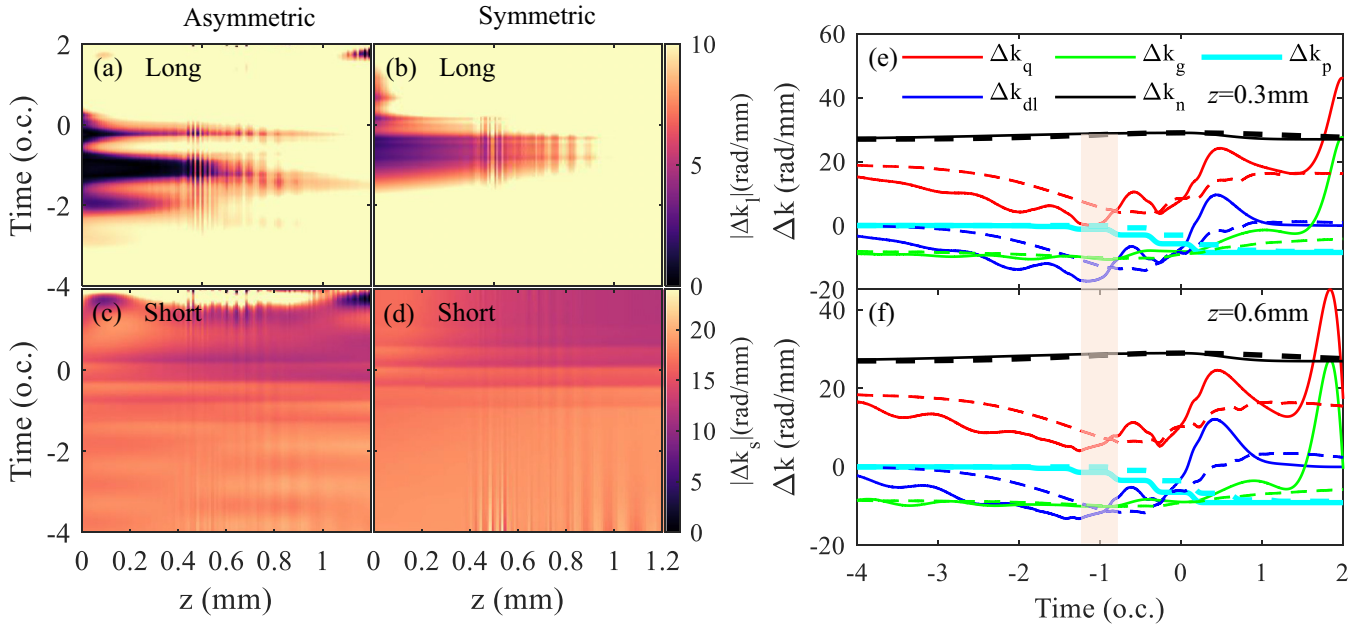 Asymmetric
Symmetric
(a) Long
(b) Long
(c) Short
(d) Short
2
0
-2
-4
0
-2
-4
Time (o.c.)
Time (o.c.)
0 0.2 0.4 0.6 0.8 1
0 0.2 0.4 0.6 0.8 1 1.2
z (mm)
z (mm)
10
5
0
|Δk_l|(rad/mm)
20
10
0
|Δk_s|(rad/mm)
(e)
Δk_q Δk_g Δk_p
Δk_dl Δk_n z=0.3mm
60
40
20
0
-20
Δk (rad/mm)
(f)
z=0.6mm
40
20
0
-20
Δk (rad/mm)
-4 -3 -2 -1 0 1 2
Time (o.c.)